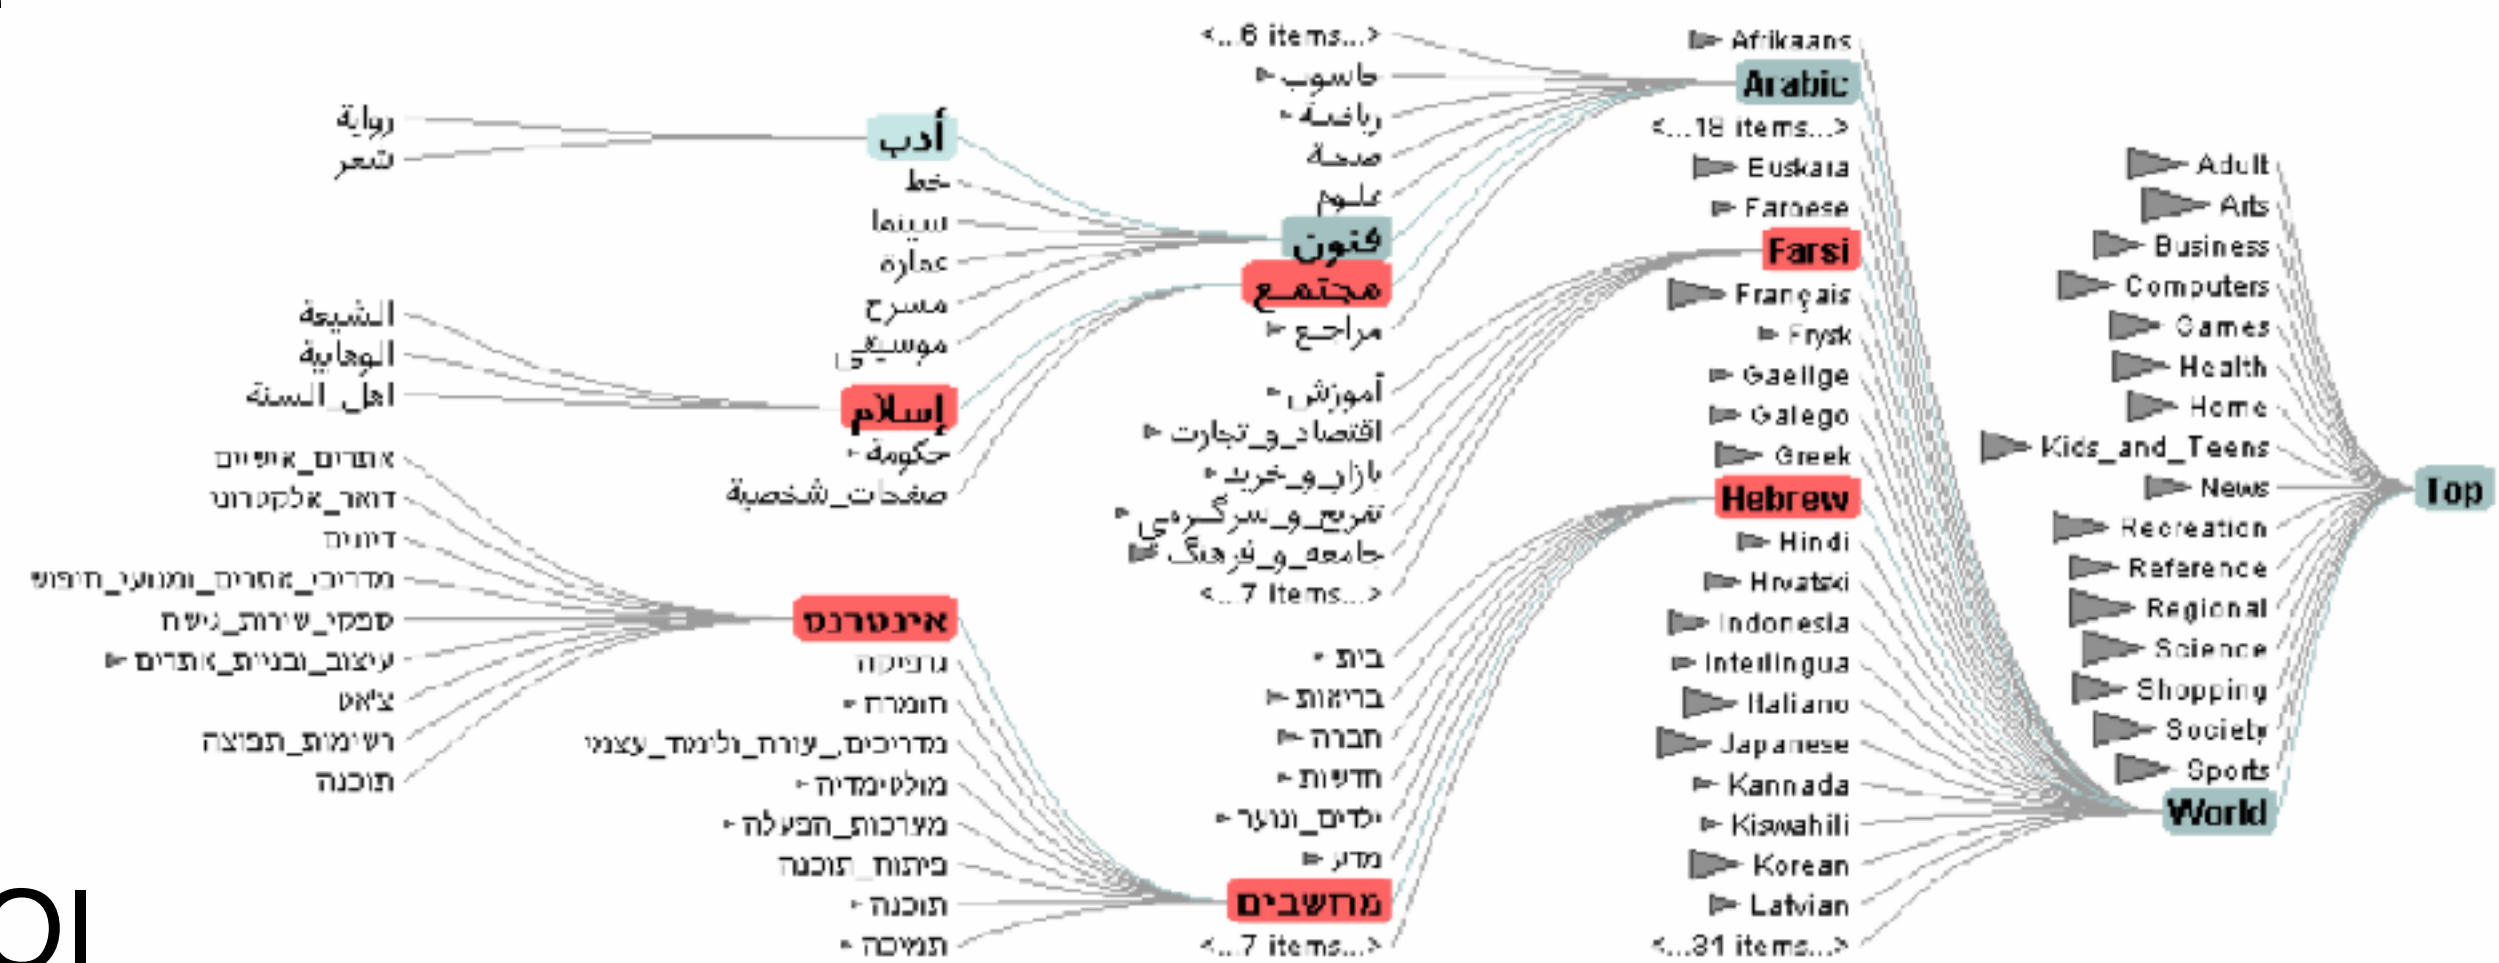 Top
Adult
Arts
Business
Computers
Games
Health
Home
Kids_and_Teens
News
Recreation
Reference
Regional
Science
Shopping
Society
Sports
World
Afrikaans
Arabic
<...18 items...>
Euskara
Faroese
Farsi
Français
Frysk
Gaeilge
Galego
Greek
Hebrew
Hindi
Hrvatski
Indonesia
Interlingua
Italiano
Japanese
Kannada
Kiswahili
Korean
Latvian
<...31 items...>
<...6 items...>
حاسوب
رياضة
صحة
علوم
فنون
مجتمع
مراجع
آموزش
اقتصاد_و_تجارت
بازار_و_خريد
تفريح_و_سرگرمی
جامعه_و_فرهنگ
<...7 items...>
בית
בריאות
חברה
חדשות
ילדים_ונוער
מדע
מחשבים
<...7 items...>
أدب
خط
سينما
عمارة
مسرح
موسيقى
إسلام
حكومة
صفحات_شخصية
אינטרנט
גרפיקה
חומרה
מדריכים,_עזרה_ולימוד_עצמי
מולטימדיה
מערכות_הפעלה
פיתוח_תוכנה
תוכנה
תמיכה
رواية
شعر
الشيعة
الوهابية
اهل_السنة
אתרים_אישיים
דואר_אלקטרוני
דיונים
מדריכי_אתרים_ומנועי_חיפוש
ספקי_שירות_גישה
עיצוב_ובניית_אתרים
צ'אט
רשימות_תפוצה
תוכנה